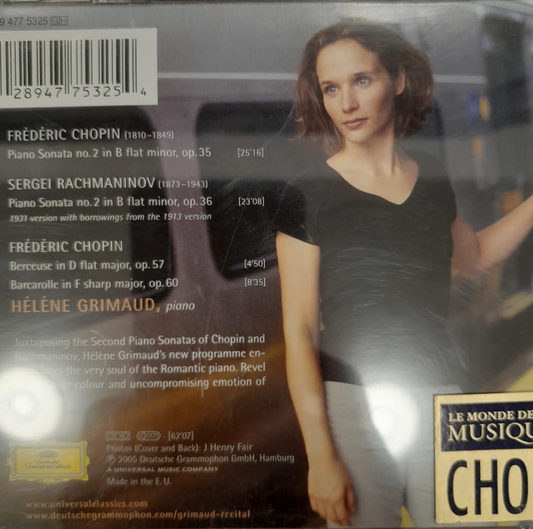 9 477 5325 GH
28947 75325 4
FRÉDÉRIC CHOPIN (1810–1849)
Piano Sonata no. 2 in B flat minor, op. 35 [25'16]
SERGEI RACHMANINOV (1873–1943)
Piano Sonata no. 2 in B flat minor, op. 36 [23'08]
1931 version with borrowings from the 1913 version
FRÉDÉRIC CHOPIN
Berceuse in D flat major, op. 57 [4'50]
Barcarolle in F sharp major, op. 60 [8'35]
HÉLÈNE GRIMAUD, piano
Juxtaposing the Second Piano Sonatas of Chopin and
Rachmaninov, Hélène Grimaud's new programme en-
the very soul of the Romantic piano. Revel
colour and uncompromising emotion of
[62'07]
Photos (Cover and Back): J Henry Fair
℗ 2005 Deutsche Grammophon GmbH, Hamburg
A UNIVERSAL MUSIC COMPANY
Made in the E. U.
Deutsche
Grammophon
www.universalclassics.com
www.deutschegrammophon.com/grimaud-recital
LE MONDE DE
MUSIQU
CHO